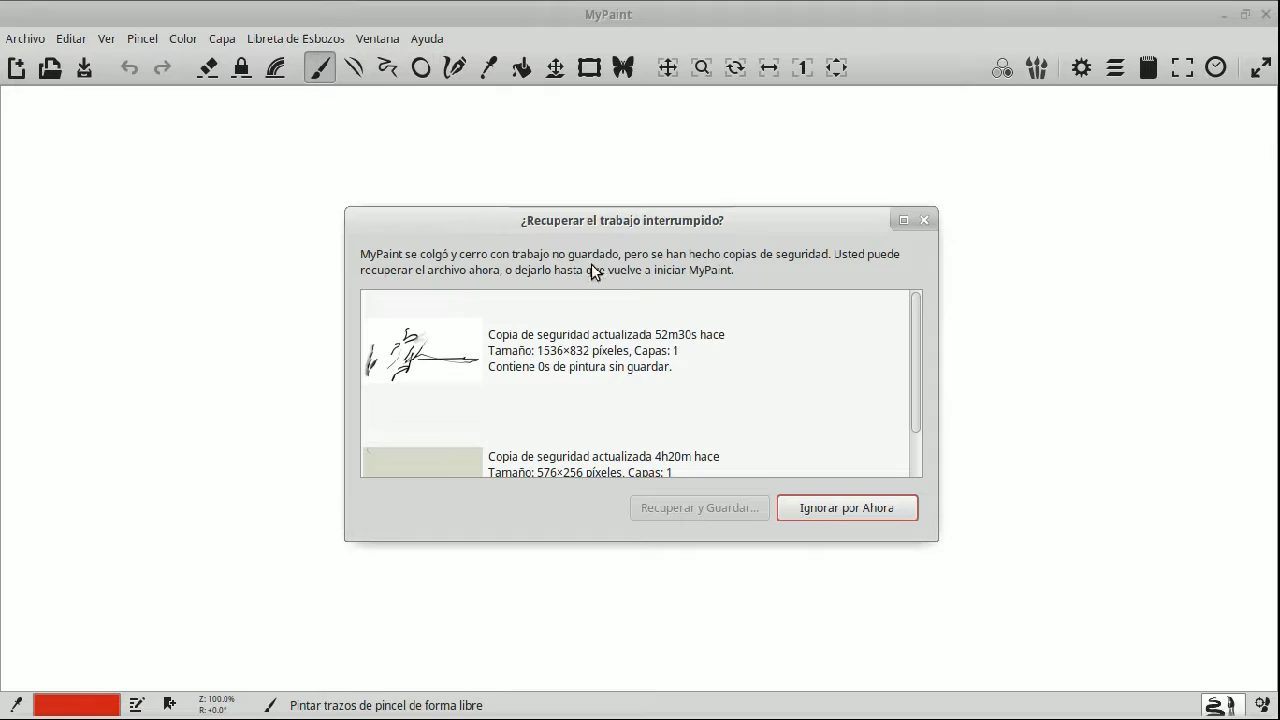 MyPaint
Archivo Editar Ver Pincel Color Capa Libreta de Esbozos Ventana Ayuda
1
¿Recuperar el trabajo interrumpido?
MyPaint se colgó y cerro con trabajo no guardado, pero se han hecho copias de seguridad. Usted puede
recuperar el archivo ahora, o dejarlo hasta que vuelve a iniciar MyPaint.
Copia de seguridad actualizada 52m30s hace
Tamaño: 1536×832 píxeles, Capas: 1
Contiene 0s de pintura sin guardar.
Copia de seguridad actualizada 4h20m hace
Tamaño: 576×256 píxeles, Capas: 1
Recuperar y Guardar... Ignorar por Ahora
Z: 100.0%
R: +0.0°
Pintar trazos de pincel de forma libre